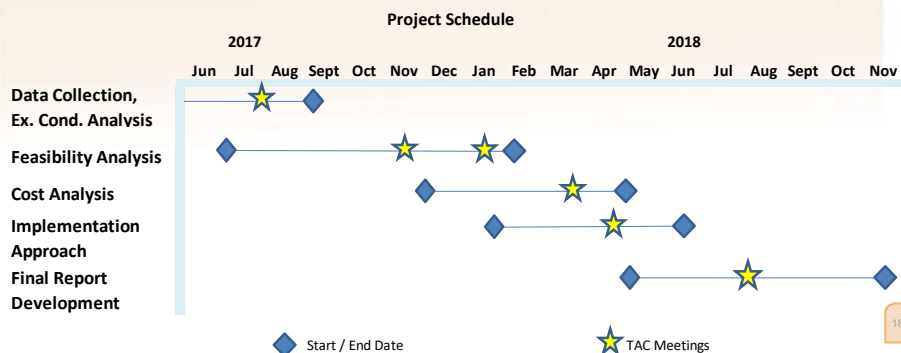 Project Schedule
2017 2018
Jun Jul Aug Sept Oct Nov Dec Jan Feb Mar Apr May Jun Jul Aug Sept Oct Nov
Data Collection,
Ex. Cond. Analysis
Feasibility Analysis
Cost Analysis
Implementation
Approach
Final Report
Development
Start / End Date
TAC Meetings
18